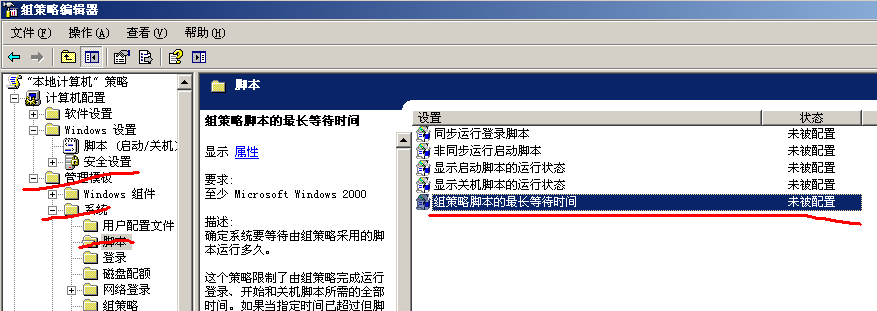 组策略编辑器
文件(F) 操作(A) 查看(V) 帮助(H)
"本地计算机" 策略
计算机配置
软件设置
Windows 设置
脚本 (启动/关机)
安全设置
管理模板
Windows 组件
系统
用户配置文件
脚本
登录
磁盘配额
网络登录
组策略
脚本
组策略脚本的最长等待时间
显示 属性
要求:
至少 Microsoft Windows 2000
描述:
确定系统要等待由组策略采用的脚
本运行多久。
这个策略限制了由组策略完成运行
登录、开始和关机脚本所需的全部
时间。如果当指定时间已超过但脚
设置 状态
同步运行登录脚本 未被配置
非同步运行启动脚本 未被配置
显示启动脚本的运行状态 未被配置
显示关机脚本的运行状态 未被配置
组策略脚本的最长等待时间 未被配置